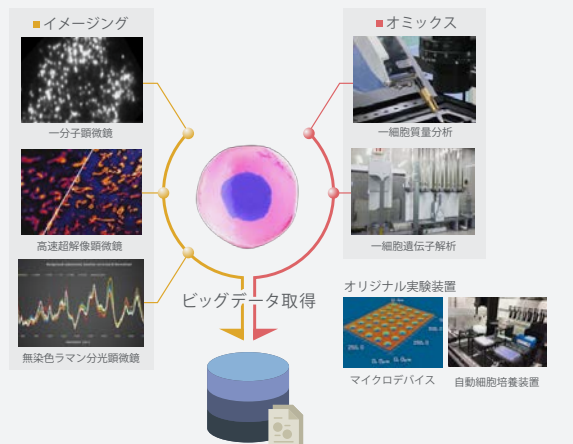 イメージング
一分子顕微鏡
高速超解像顕微鏡
無染色ラマン分光顕微鏡
オミックス
一細胞質量分析
一細胞遺伝子解析
ビッグデータ取得
オリジナル実験装置
マイクロデバイス
自動細胞培養装置